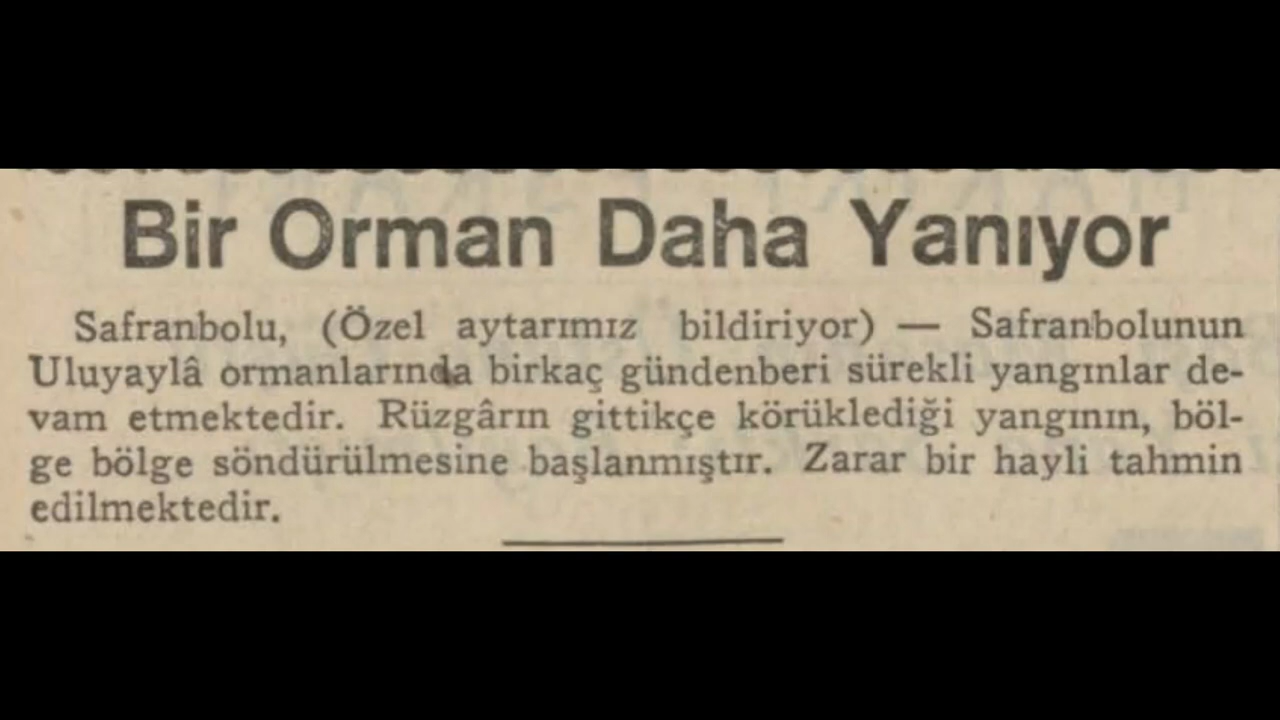 Bir Orman Daha Yanıyor
Safranbolu, (Özel aytarımız bildiriyor) — Safranbolunun
Uluyaylâ ormanlarında birkaç gündenberi sürekli yangınlar de-
vam etmektedir. Rüzgârın gittikçe körüklediği yangının, böl-
ge bölge söndürülmesine başlanmıştır. Zarar bir hayli tahmin
edilmektedir.